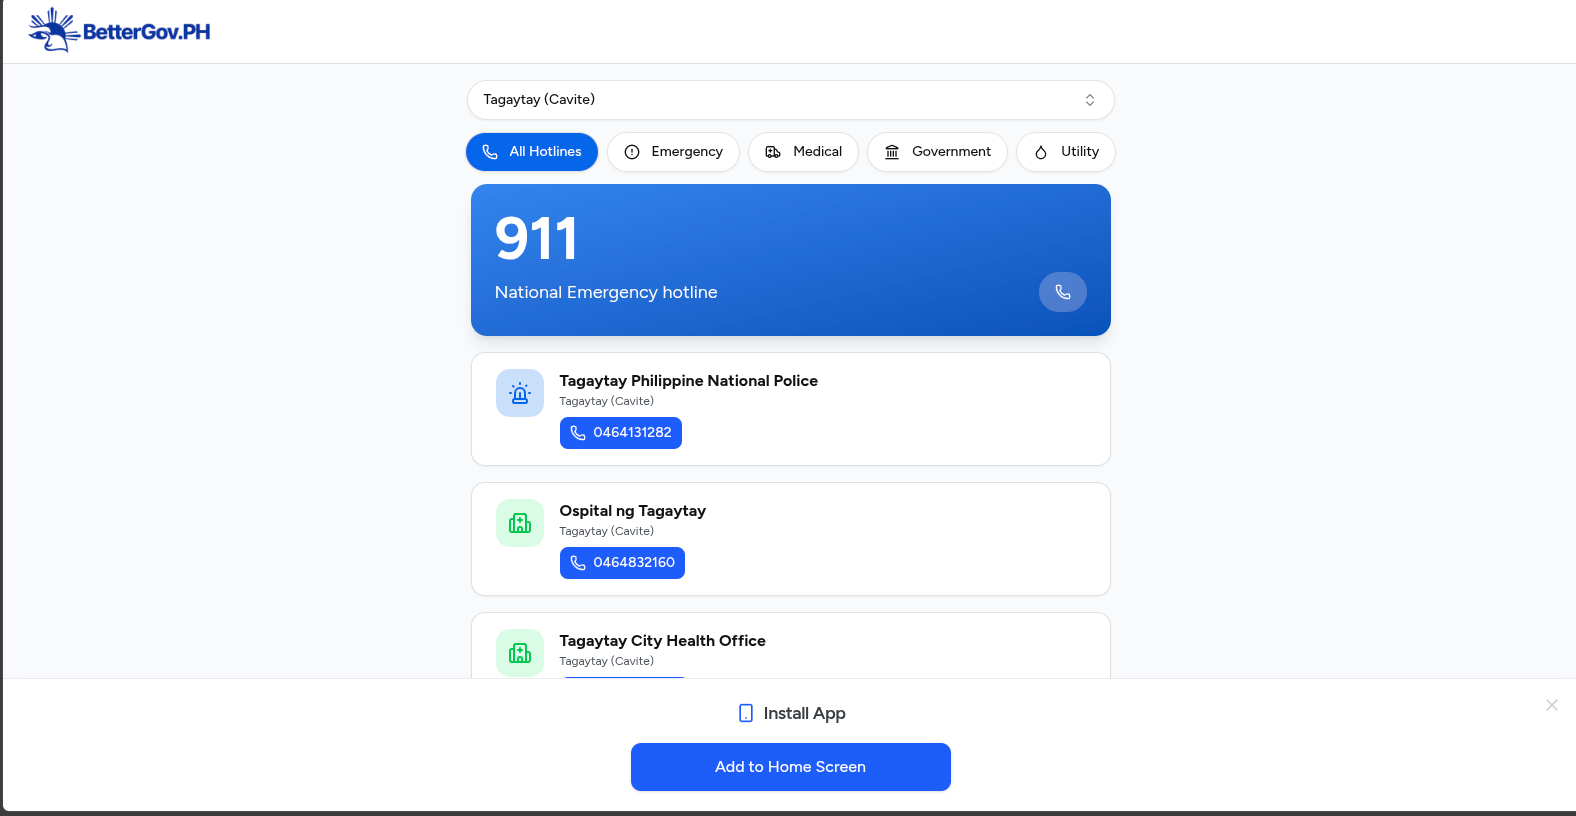 BetterGov.PH
Tagaytay (Cavite)
All Hotlines
Emergency
Medical
Government
Utility
911
National Emergency hotline
Tagaytay Philippine National Police
Tagaytay (Cavite)
0464131282
Ospital ng Tagaytay
Tagaytay (Cavite)
0464832160
Tagaytay City Health Office
Tagaytay (Cavite)
Install App
Add to Home Screen